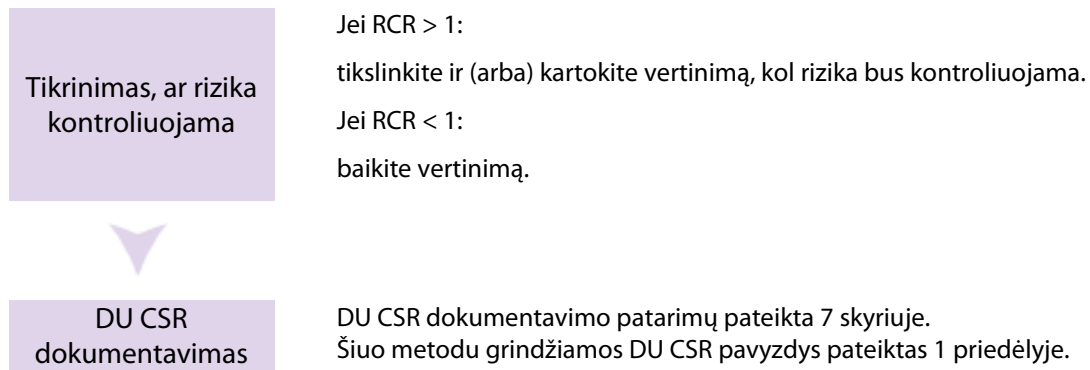 Tikrinimas, ar rizika
kontroliuojama
Jei RCR > 1:
tikslinkite ir (arba) kartokite vertinimą, kol rizika bus kontroliuojama.
Jei RCR < 1:
baikite vertinimą.
DU CSR
dokumentavimas
DU CSR dokumentavimo patarimų pateikta 7 skyriuje.
Šiuo metodu grindžiamos DU CSR pavyzdys pateiktas 1 priedėlyje.